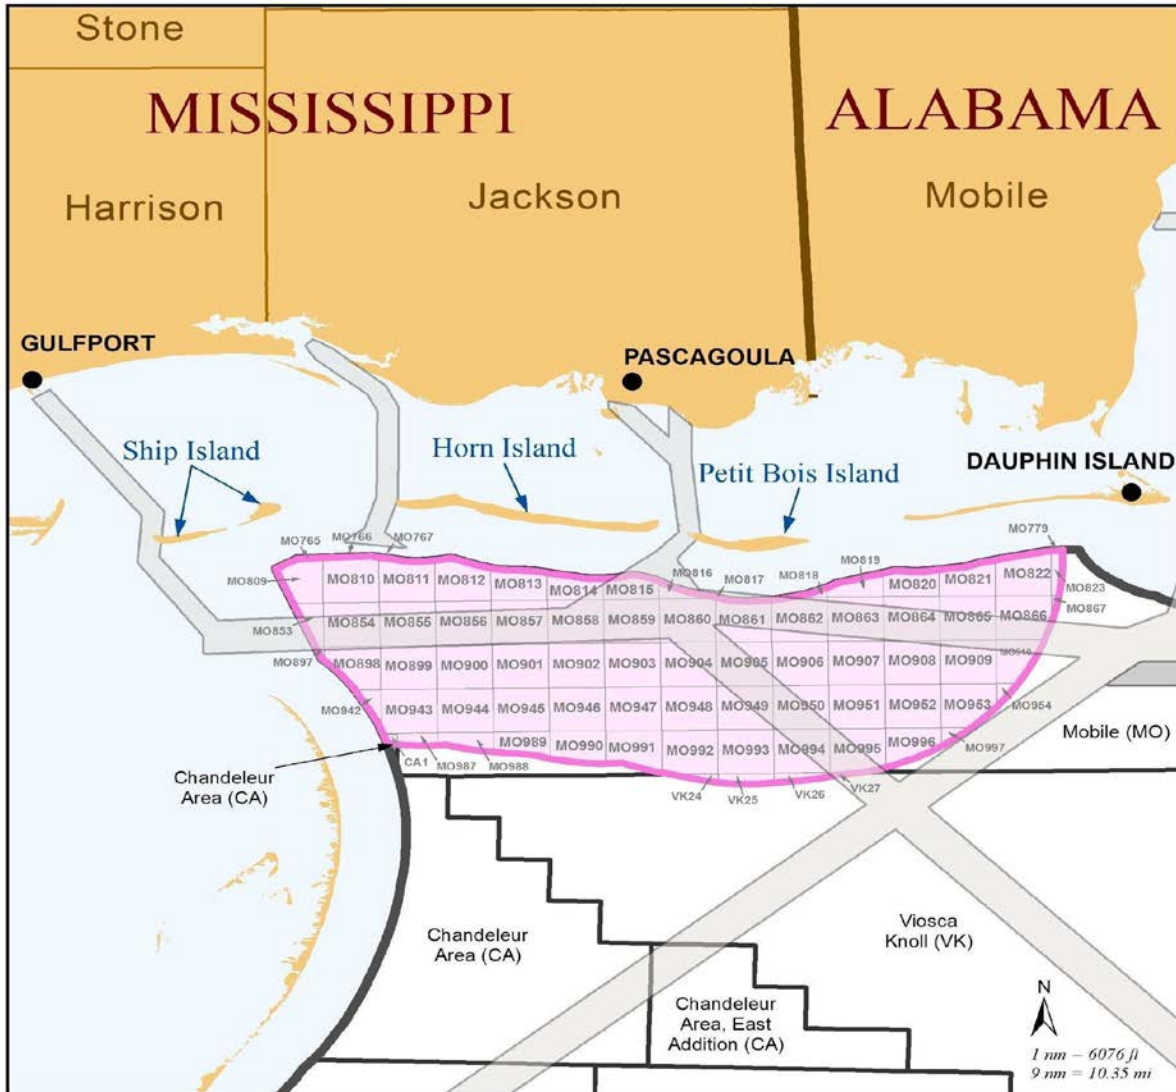 Stone
MISSISSIPPI
ALABAMA
Harrison
Jackson
Mobile
GULFPORT
PASCAGOULA
Ship Island
Horn Island
Petit Bois Island
DAUPHIN ISLAND
MO765
MO766
MO767
MO779
MO809
MO810
MO811
MO812
MO813
MO814
MO815
MO816
MO817
MO818
MO819
MO820
MO821
MO822
MO823
MO853
MO854
MO855
MO856
MO857
MO858
MO859
MO860
MO861
MO862
MO863
MO864
MO865
MO866
MO867
MO897
MO898
MO899
MO900
MO901
MO902
MO903
MO904
MO905
MO906
MO907
MO908
MO909
MO910
MO942
MO943
MO944
MO945
MO946
MO947
MO948
MO949
MO950
MO951
MO952
MO953
MO954
Mobile (MO)
CA1
MO987
MO988
MO989
MO990
MO991
MO992
MO993
MO994
MO995
MO996
MO997
Chandeleur
Area (CA)
VK24
VK25
VK26
VK27
Chandeleur
Area (CA)
Viosca
Knoll (VK)
Chandeleur
Area, East
Addition (CA)
N
1 nm = 6076 ft
9 nm = 10.35 mi